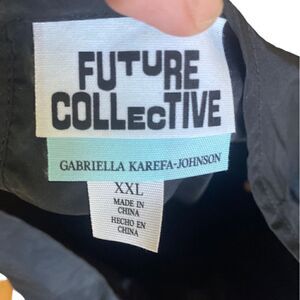 FUTURE
COLLECTIVE
GABRIELLA KAREFA-JOHNSON
XXL
MADE IN
CHINA
HECHO EN
CHINA